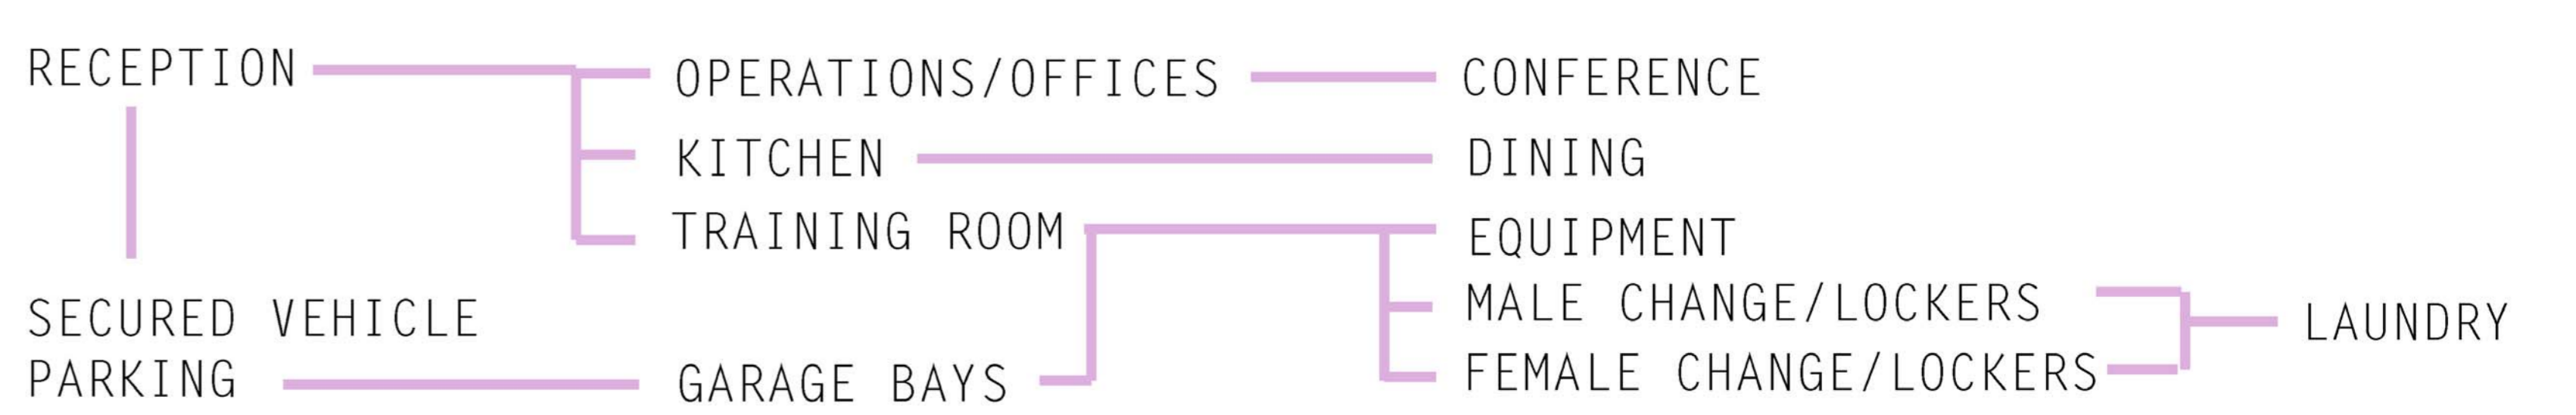 RECEPTION
OPERATIONS/OFFICES
CONFERENCE
KITCHEN
DINING
TRAINING ROOM
EQUIPMENT
MALE CHANGE/LOCKERS
SECURED VEHICLE
PARKING
GARAGE BAYS
FEMALE CHANGE/LOCKERS
LAUNDRY